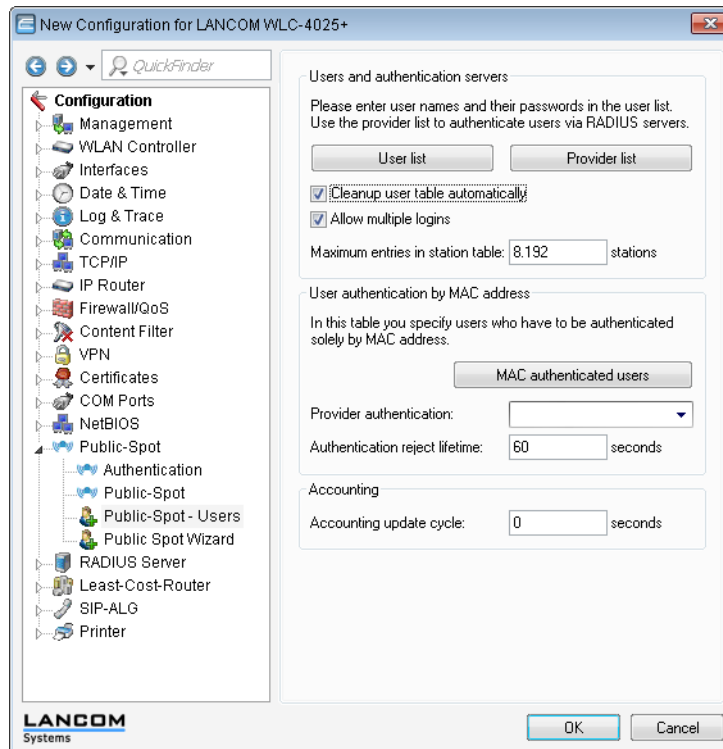 New Configuration for LANCOM WLC-4025+
QuickFinder
Configuration
Management
WLAN Controller
Interfaces
Date & Time
Log & Trace
Communication
TCP/IP
IP Router
Firewall/QoS
Content Filter
VPN
Certificates
COM Ports
NetBIOS
Public-Spot
Authentication
Public-Spot
Public-Spot - Users
Public Spot Wizard
RADIUS Server
Least-Cost-Router
SIP-ALG
Printer
Users and authentication servers
Please enter user names and their passwords in the user list.
Use the provider list to authenticate users via RADIUS servers.
User list Provider list
Cleanup user table automatically
Allow multiple logins
Maximum entries in station table: 8.192 stations
User authentication by MAC address
In this table you specify users who have to be authenticated
solely by MAC address.
MAC authenticated users
Provider authentication:
Authentication reject lifetime: 60 seconds
Accounting
Accounting update cycle: 0 seconds
LANCOM
Systems
OK Cancel